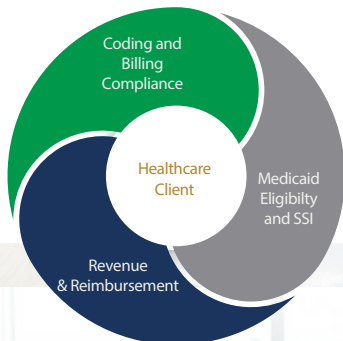 Coding and
Billing
Compliance
Healthcare
Client
Medicaid
Eligibilty
and SSI
Revenue
& Reimbursement